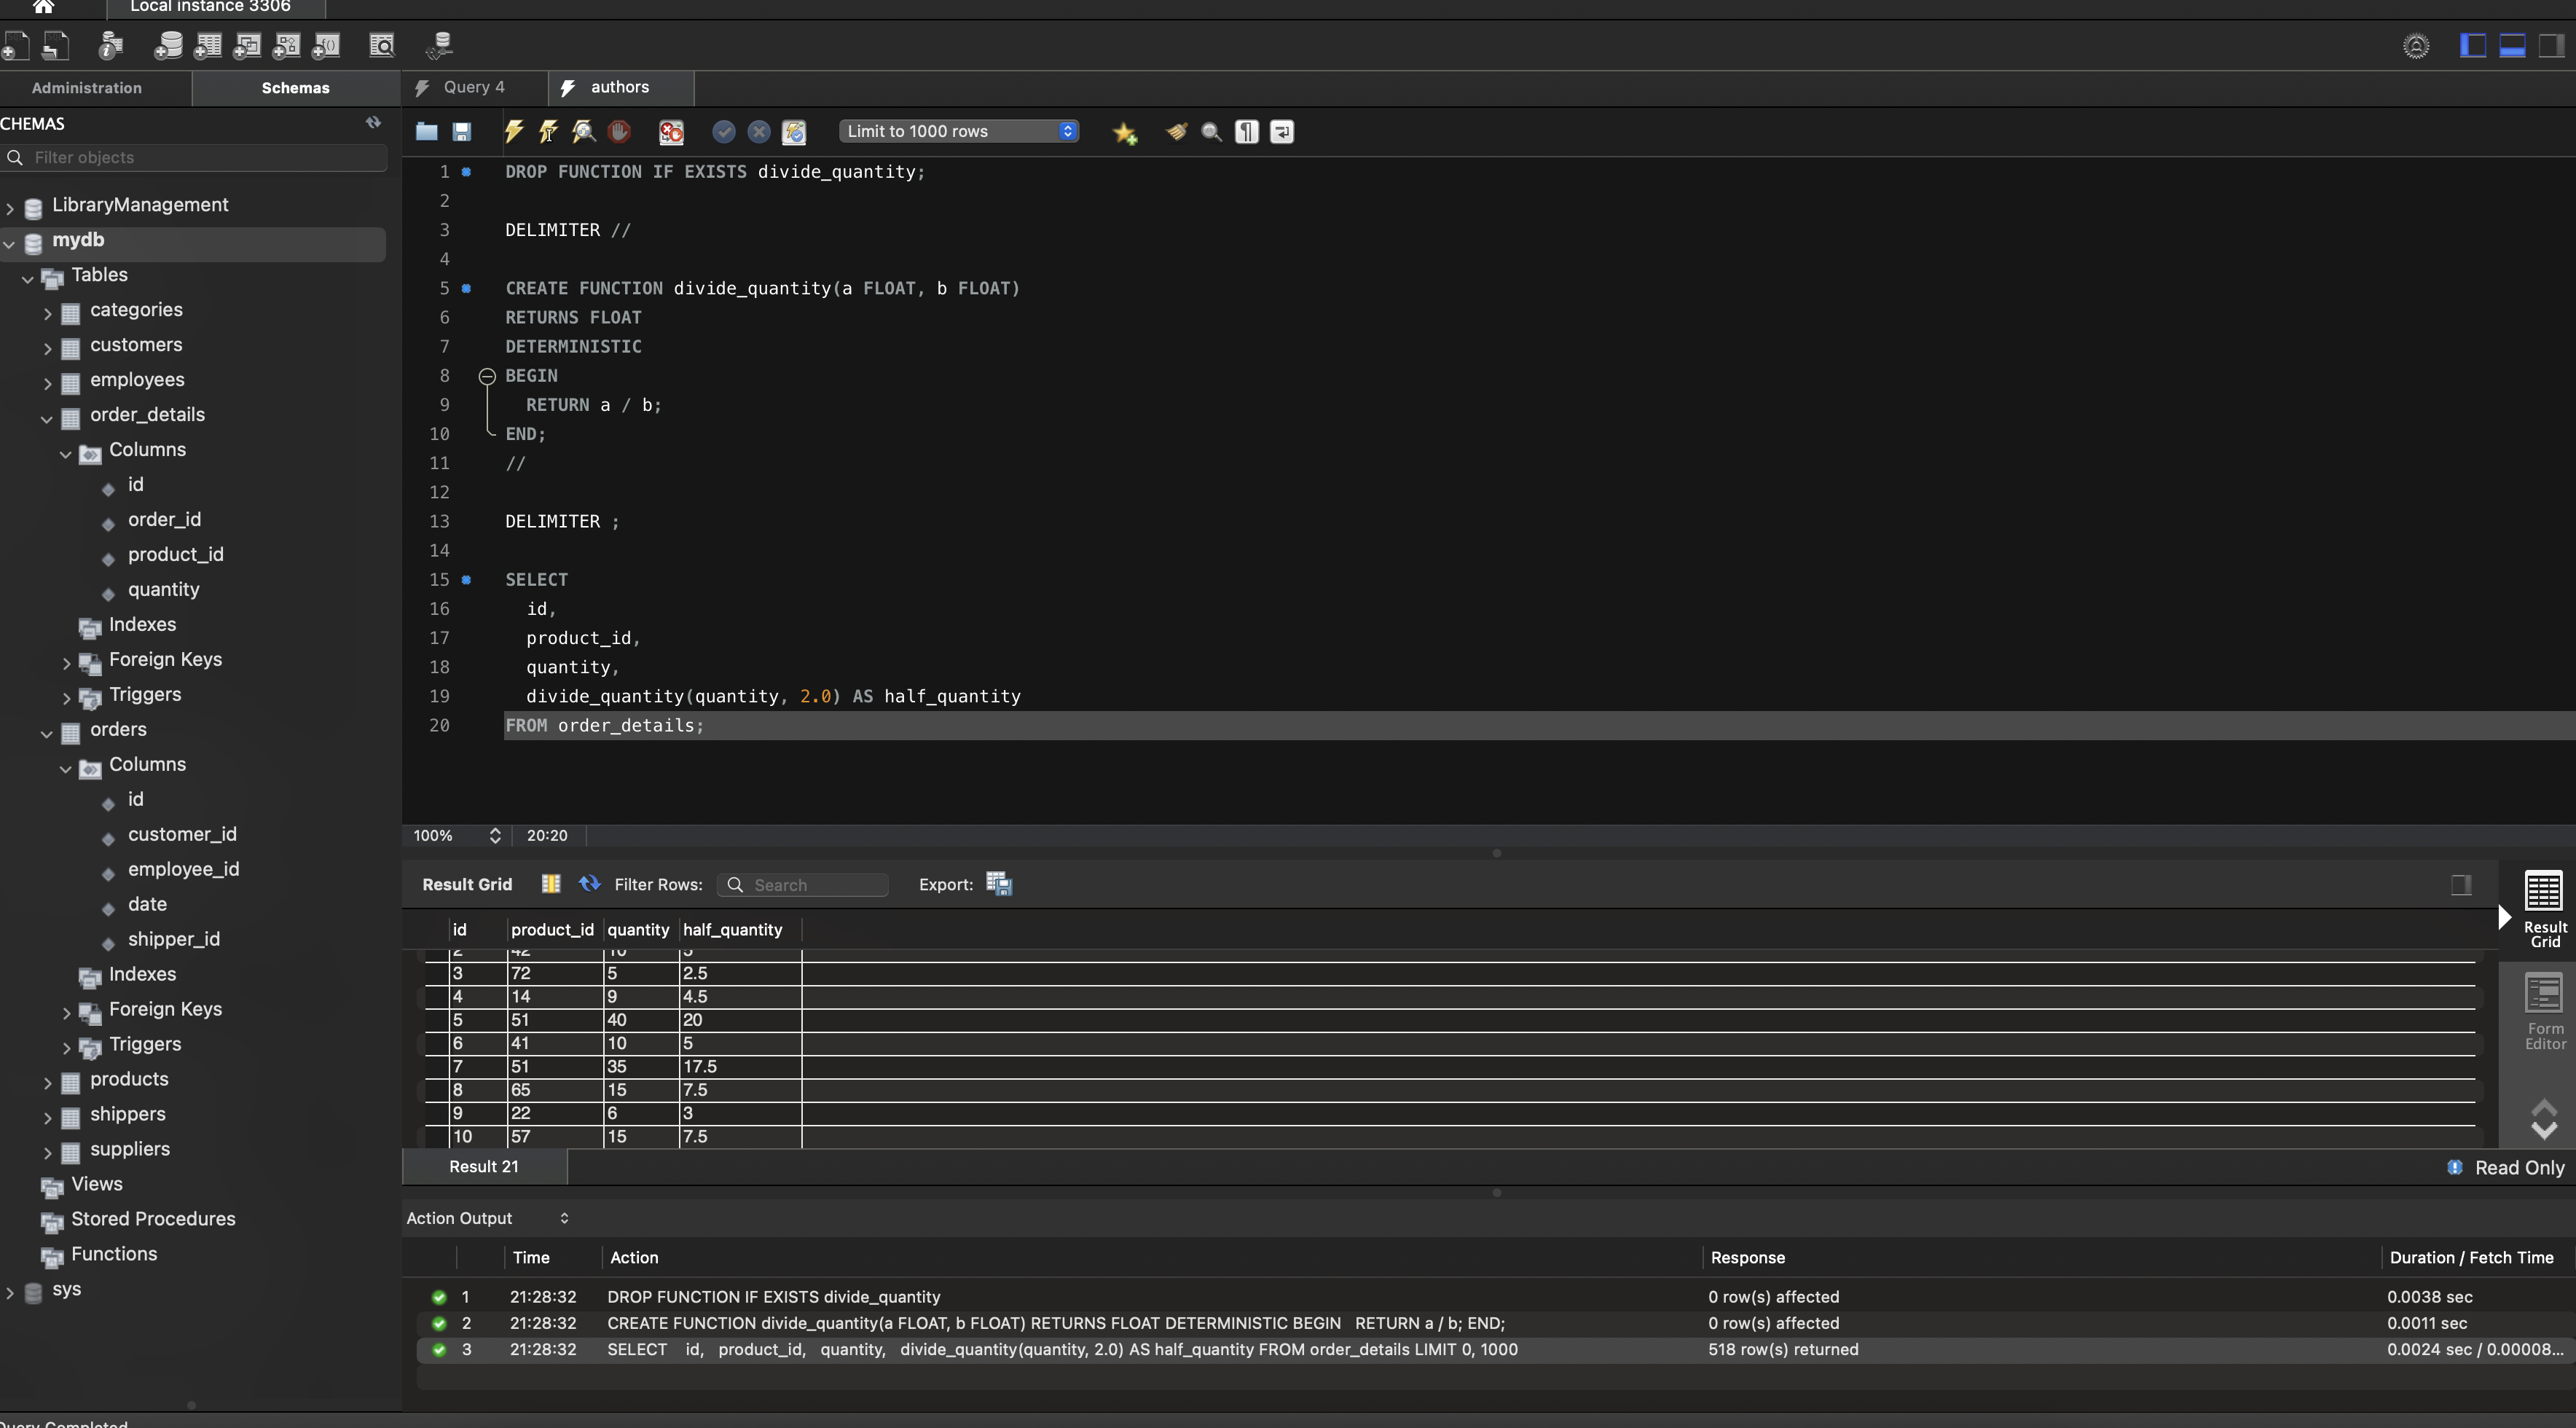 Local instance 3306
Administration
Schemas
CHEMAS
Filter objects
LibraryManagement
mydb
Tables
categories
customers
employees
order_details
Columns
id
order_id
product_id
quantity
Indexes
Foreign Keys
Triggers
orders
Columns
id
customer_id
employee_id
date
shipper_id
Indexes
Foreign Keys
Triggers
products
shippers
suppliers
Views
Stored Procedures
Functions
sys
Query Completed
Query 4
authors
Limit to 1000 rows
1 DROP FUNCTION IF EXISTS divide_quantity;
2
3 DELIMITER //
4
5 CREATE FUNCTION divide_quantity(a FLOAT, b FLOAT)
6 RETURNS FLOAT
7 DETERMINISTIC
8 BEGIN
9 RETURN a / b;
10 END;
11 //
12
13 DELIMITER ;
14
15 SELECT
16 id,
17 product_id,
18 quantity,
19 divide_quantity(quantity, 2.0) AS half_quantity
20 FROM order_details;
100% 20:20
Result Grid Filter Rows: Search Export:
id product_id quantity half_quantity
2 42 10 5
3 72 5 2.5
4 14 9 4.5
5 51 40 20
6 41 10 5
7 51 35 17.5
8 65 15 7.5
9 22 6 3
10 57 15 7.5
Result
Grid
Form
Editor
Result 21
Read Only
Action Output
Time Action Response Duration / Fetch Time
1 21:28:32 DROP FUNCTION IF EXISTS divide_quantity 0 row(s) affected 0.0038 sec
2 21:28:32 CREATE FUNCTION divide_quantity(a FLOAT, b FLOAT) RETURNS FLOAT DETERMINISTIC BEGIN RETURN a / b; END; 0 row(s) affected 0.0011 sec
3 21:28:32 SELECT id, product_id, quantity, divide_quantity(quantity, 2.0) AS half_quantity FROM order_details LIMIT 0, 1000 518 row(s) returned 0.0024 sec / 0.00008...